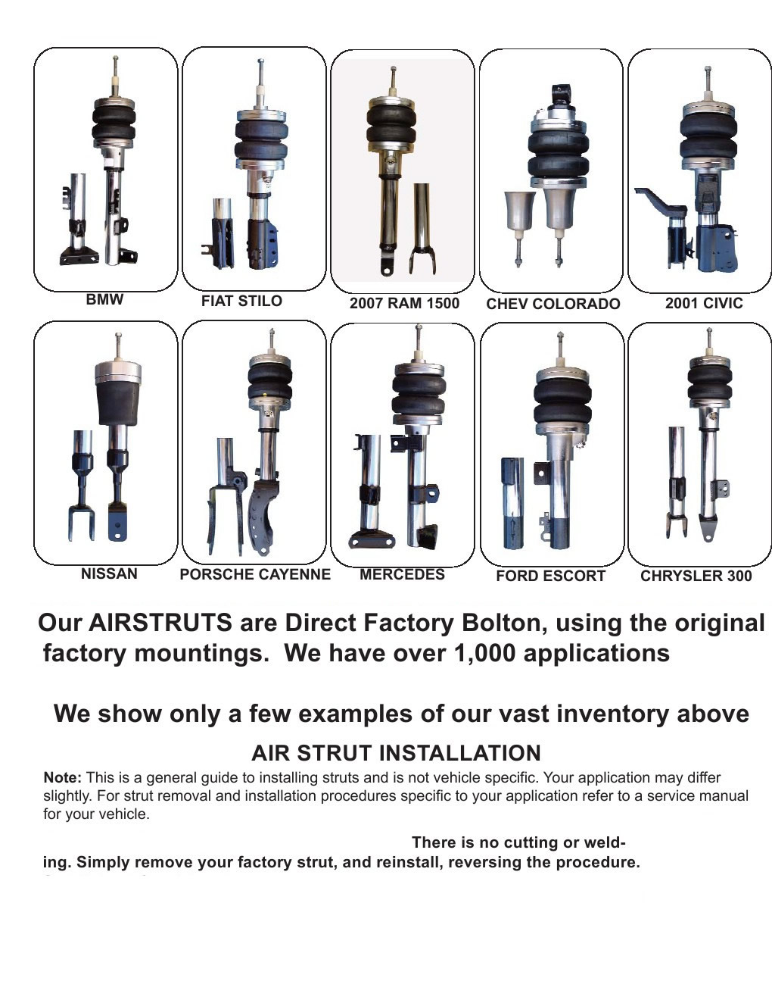 BMW
FIAT STILO
2007 RAM 1500
CHEV COLORADO
2001 CIVIC
NISSAN
PORSCHE CAYENNE
MERCEDES
FORD ESCORT
CHRYSLER 300
Our AIRSTRUTS are Direct Factory Bolton, using the original
factory mountings.  We have over 1,000 applications
We show only a few examples of our vast inventory above
AIR STRUT INSTALLATION
Note: This is a general guide to installing struts and is not vehicle specific. Your application may differ
slightly. For strut removal and installation procedures specific to your application refer to a service manual
for your vehicle.
There is no cutting or weld-
ing. Simply remove your factory strut, and reinstall, reversing the procedure.